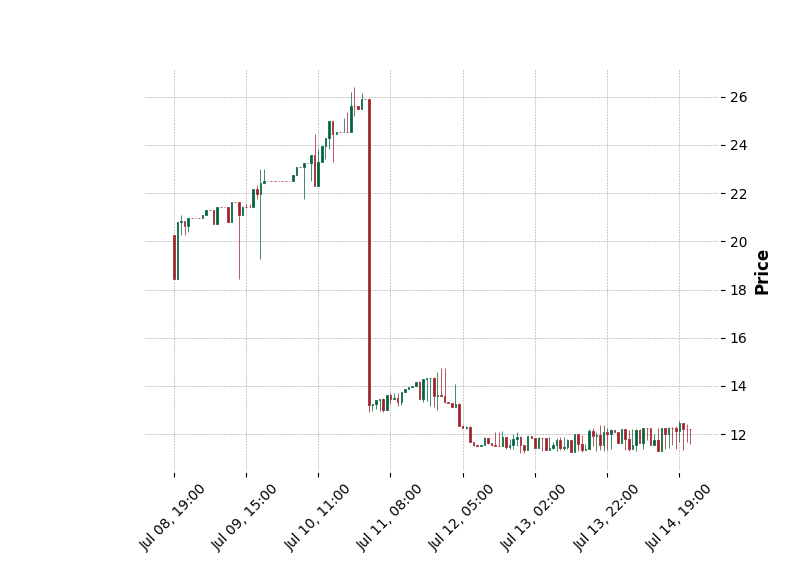 26
24
22
20
18
16
14
12
Price
Jul 08, 19:00
Jul 09, 15:00
Jul 10, 11:00
Jul 11, 08:00
Jul 12, 05:00
Jul 13, 02:00
Jul 13, 22:00
Jul 14, 19:00